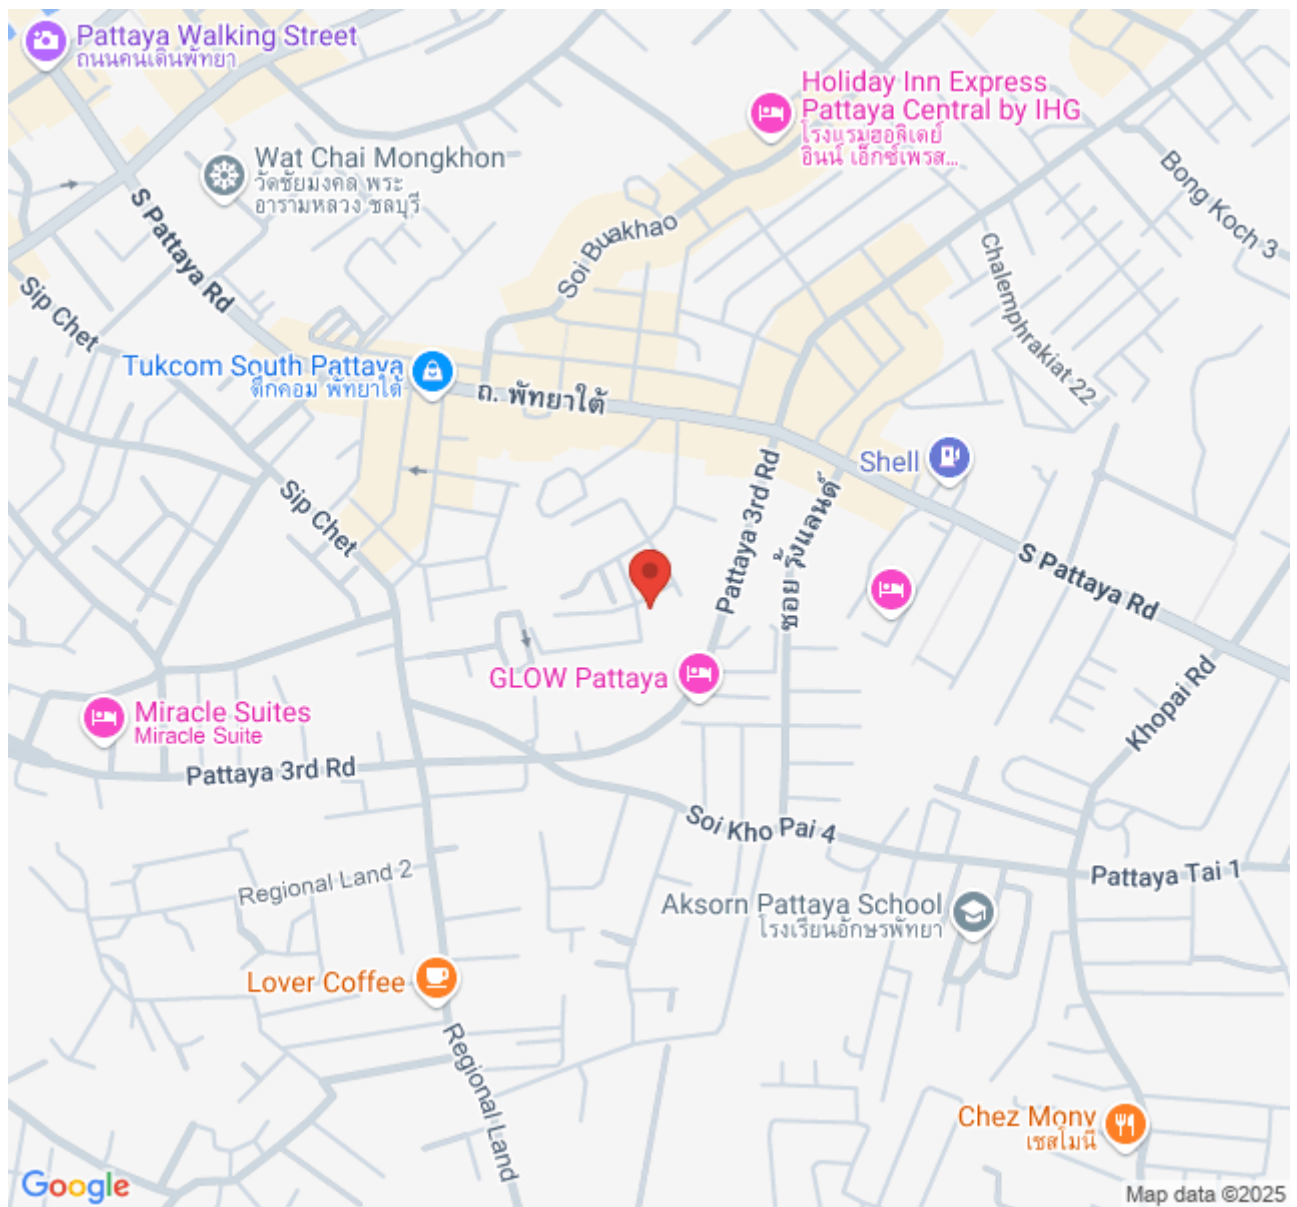 Pattaya Walking Street
ถนนคนเดินพัทยา
Holiday Inn Express
Pattaya Central by IHG
โรงแรมฮอลิเดย์
อินน์ เอ็กซ์เพรส...
Wat Chai Mongkhon
วัดชัยมงคล พระ
อารามหลวง ชลบุรี
Bong Koch 3
S Pattaya Rd
Soi Buakhao
Chalemphrakiat 22
Sip Chet
Tukcom South Pattaya
ตึกคอม พัทยาใต้
ถ. พัทยาใต้
Shell
Sip Chet
Pattaya 3rd Rd
ซอย รุ้งแลนด์
S Pattaya Rd
GLOW Pattaya
Khopai Rd
Miracle Suites
Miracle Suite
Pattaya 3rd Rd
Soi Kho Pai 4
Regional Land 2
Pattaya Tai 1
Aksorn Pattaya School
โรงเรียนอักษรพัทยา
Lover Coffee
Regional Land
Chez Mony
เชสโมนี
Google
Map data ©2025